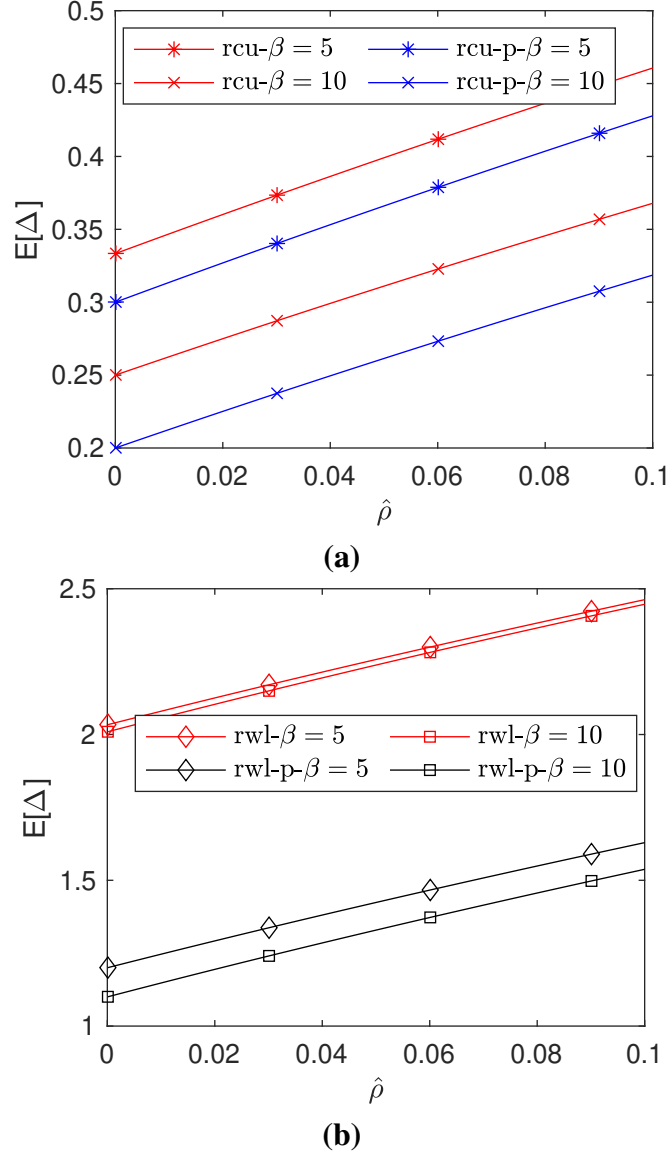 0.5
rcu-β = 5 rcu-p-β = 5
rcu-β = 10 rcu-p-β = 10
0.45
0.4
0.35
0.3
0.25
0.2
E[Δ]
0 0.02 0.04 0.06 0.08 0.1
ρ̂
(a)
2.5
2
rwl-β = 5 rwl-β = 10
rwl-p-β = 5 rwl-p-β = 10
1.5
1
E[Δ]
0 0.02 0.04 0.06 0.08 0.1
ρ̂
(b)